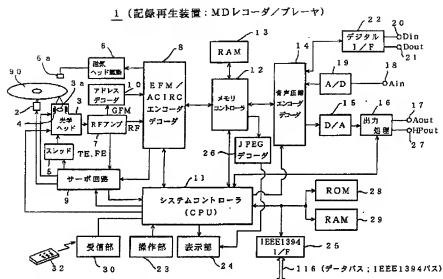 1 (記録再生装置:MDレコーダ/プレーヤ)
6a
磁気
ヘッド駆動
6
8
RAM
13
14
デジタル
I/F
22
20
Din
Dout
21
90
3a
3
アドレス
デコーダ
10
EFM/
ACIRC
エンコーダ
デコーダ
12
メモリ
コントローラ
音声圧縮
エンコーダ
デコーダ
A/D
19
18
Ain
2
4
光学
ヘッド
GFM
RFアンプ
RF
7
15
D/A
16
出力
処理
17
Aout
HPout
27
スレッド
5
TE,FE
26
JPEG
デコーダ
サーボ回路
9
11
システムコントローラ
(CPU)
ROM
28
RAM
29
32
受信部
30
操作部
23
表示部
24
IEEE1394
I/F
25
116 (データバス;IEEE1394バス)